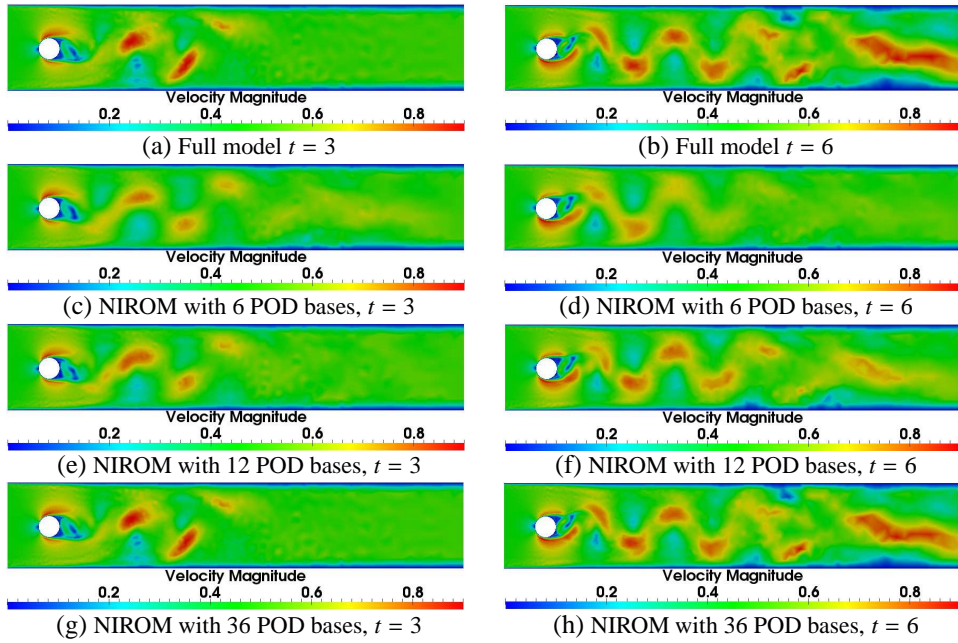 Velocity Magnitude
0.2 0.4 0.6 0.8
(a) Full model t = 3
Velocity Magnitude
0.2 0.4 0.6 0.8
(b) Full model t = 6
Velocity Magnitude
0.2 0.4 0.6 0.8
(c) NIROM with 6 POD bases, t = 3
Velocity Magnitude
0.2 0.4 0.6 0.8
(d) NIROM with 6 POD bases, t = 6
Velocity Magnitude
0.2 0.4 0.6 0.8
(e) NIROM with 12 POD bases, t = 3
Velocity Magnitude
0.2 0.4 0.6 0.8
(f) NIROM with 12 POD bases, t = 6
Velocity Magnitude
0.2 0.4 0.6 0.8
(g) NIROM with 36 POD bases, t = 3
Velocity Magnitude
0.2 0.4 0.6 0.8
(h) NIROM with 36 POD bases, t = 6